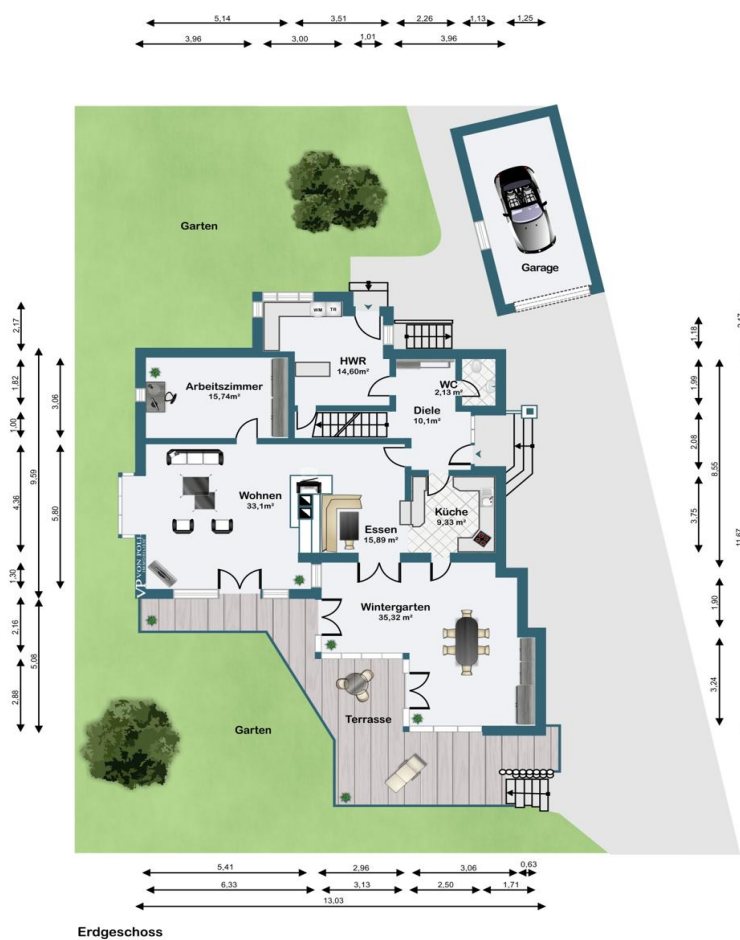 5,14 3,51 2,26 1,13 1,25
3,96 3,00 1,01 3,96
Garten
Garage
WM TR
HWR
14,60m²
Arbeitszimmer
15,74m²
WC
2,13 m²
Diele
10,1m²
Wohnen
33,1m²
Essen
15,89 m²
Küche
9,33 m²
Wintergarten
35,32 m²
Terrasse
Garten
VP VON POLL
2,17
1,82
1,00
4,36
1,30
2,16
2,88
9,59
5,08
3,06
5,80
1,18
1,99
2,08
3,75
1,90
3,24
8,55
11,67
5,41 2,96 3,06 0,63
6,33 3,13 2,50 1,71
13,03
Erdgeschoss